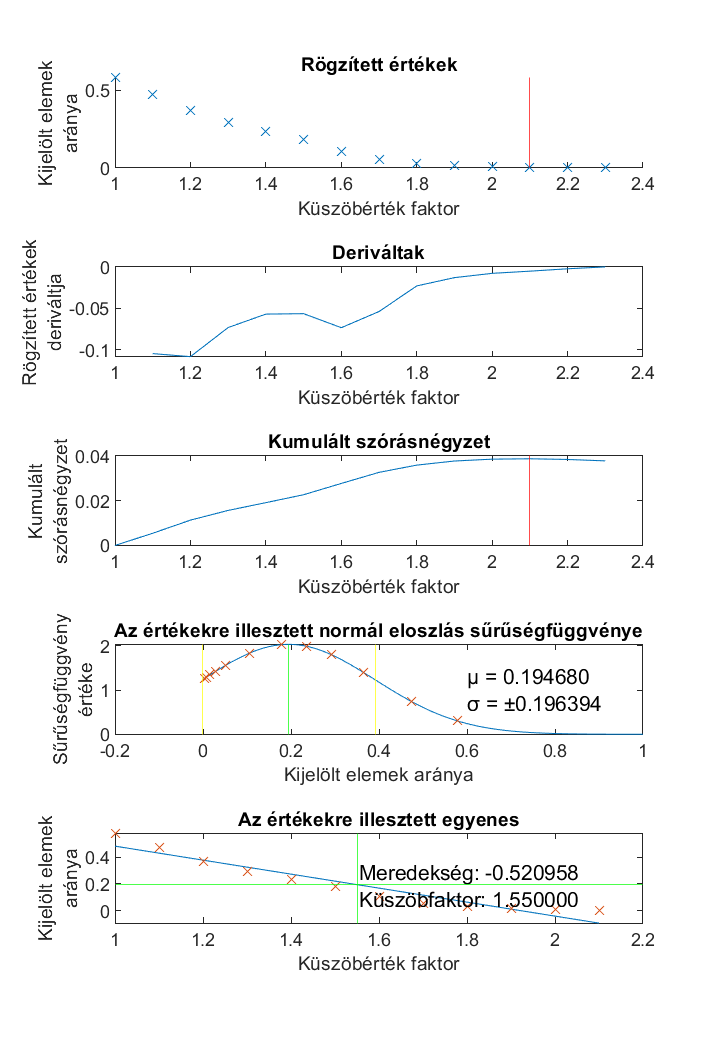 Rögzített értékek
Kijelölt elemek
aránya
0.5
0
1 1.2 1.4 1.6 1.8 2 2.2 2.4
Küszöbérték faktor
Deriváltak
Rögzített értékek
deriváltja
0
-0.05
-0.1
1 1.2 1.4 1.6 1.8 2 2.2 2.4
Küszöbérték faktor
Kumulált szórásnégyzet
Kumulált
szórásnégyzet
0.04
0.02
0
1 1.2 1.4 1.6 1.8 2 2.2 2.4
Küszöbérték faktor
Az értékekre illesztett normál eloszlás sűrűségfüggvénye
Sűrűségfüggvény
értéke
2
1
0
μ = 0.194680
σ = ±0.196394
-0.2 0 0.2 0.4 0.6 0.8 1
Kijelölt elemek aránya
Az értékekre illesztett egyenes
Kijelölt elemek
aránya
0.4
0.2
0
Meredekség: -0.520958
Küszöbfaktor: 1.550000
1 1.2 1.4 1.6 1.8 2 2.2
Küszöbérték faktor